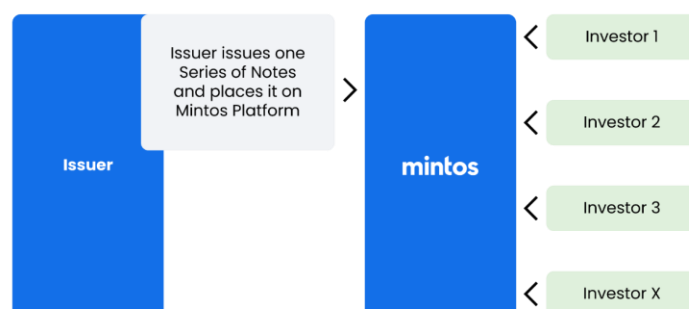 Issuer
Issuer issues one
Series of Notes
and places it on
Mintos Platform
mintos
Investor 1
Investor 2
Investor 3
Investor X